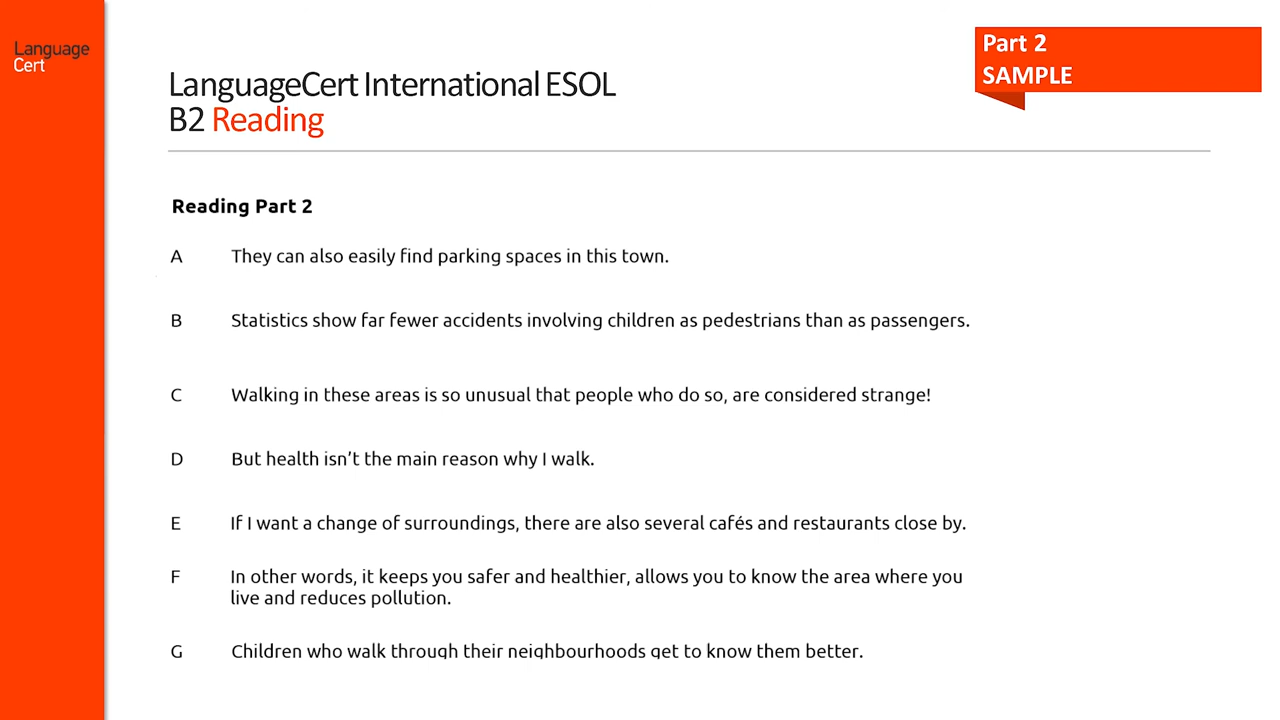 Language
Cert
Part 2
SAMPLE
LanguageCert International ESOL
B2 Reading
Reading Part 2
A They can also easily find parking spaces in this town.
B Statistics show far fewer accidents involving children as pedestrians than as passengers.
C Walking in these areas is so unusual that people who do so, are considered strange!
D But health isn't the main reason why I walk.
E If I want a change of surroundings, there are also several cafés and restaurants close by.
F In other words, it keeps you safer and healthier, allows you to know the area where you
live and reduces pollution.
G Children who walk through their neighbourhoods get to know them better.